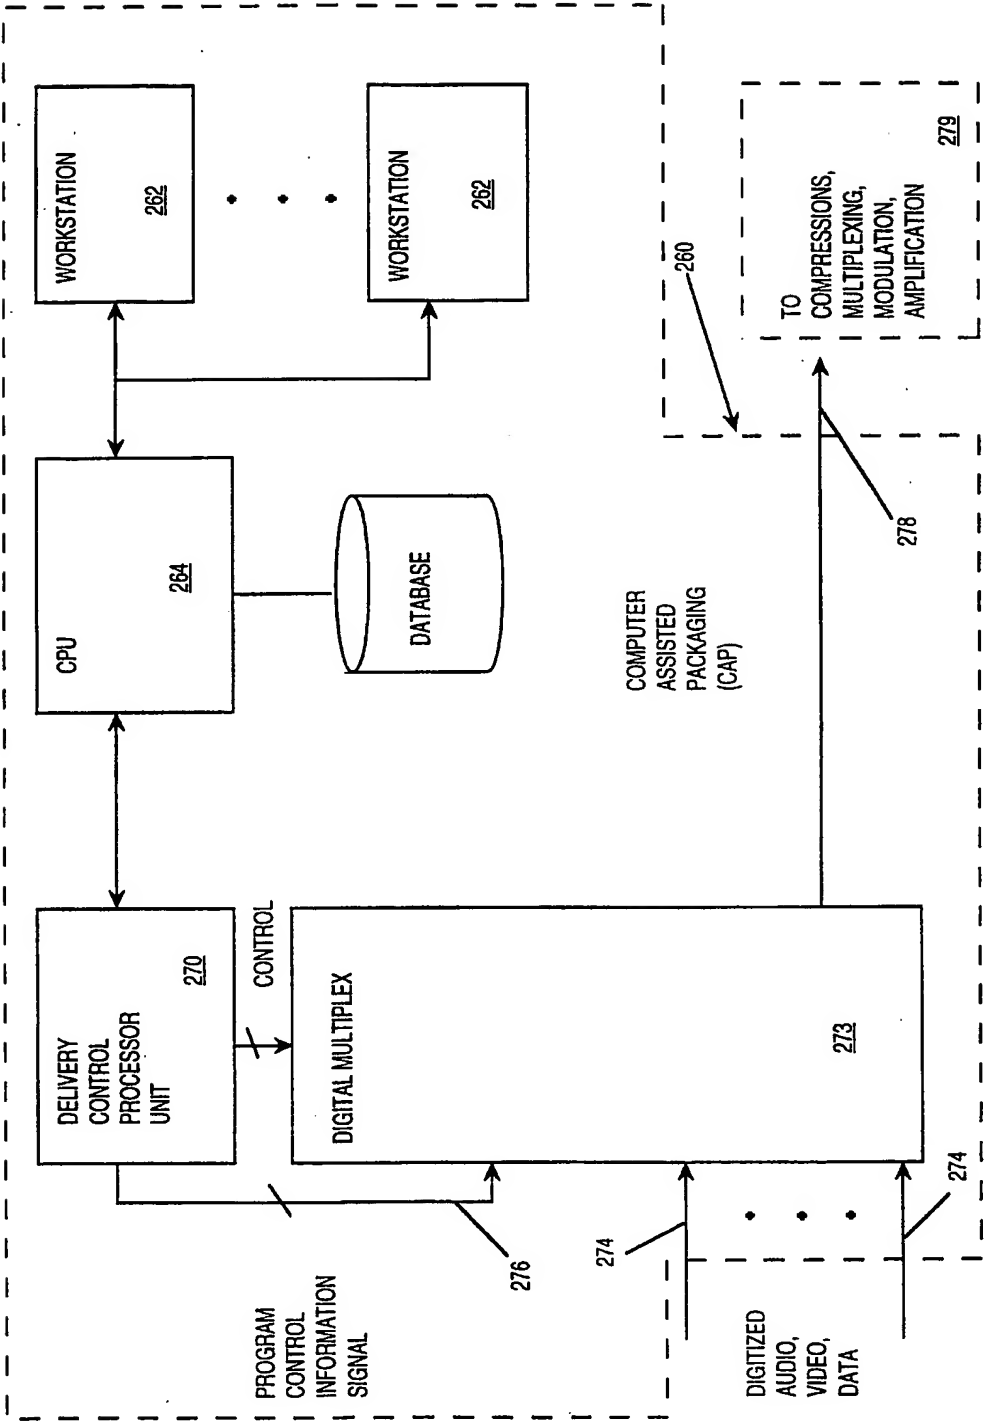 DELIVERY
CONTROL
PROCESSOR
UNIT
270
CPU
264
WORKSTATION
262
WORKSTATION
262
CONTROL
DATABASE
PROGRAM
CONTROL
INFORMATION
SIGNAL
276
DIGITAL MULTIPLEX
273
COMPUTER
ASSISTED
PACKAGING
(CAP)
260
274
DIGITIZED
AUDIO,
VIDEO,
DATA
274
278
TO
COMPRESSIONS,
MULTIPLEXING,
MODULATION,
AMPLIFICATION
279